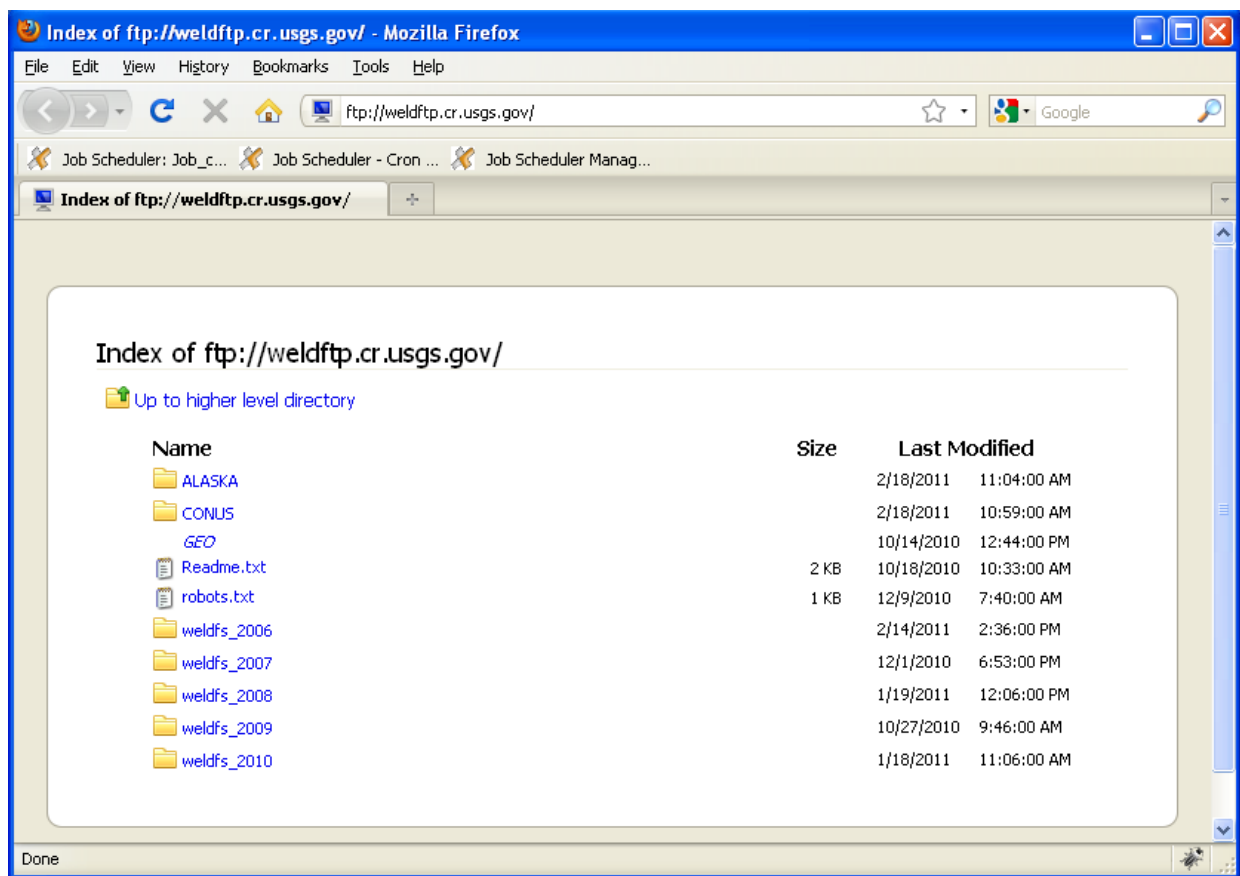 Index of ftp://weldftp.cr.usgs.gov/ - Mozilla Firefox
File Edit View History Bookmarks Tools Help
ftp://weldftp.cr.usgs.gov/ Google
Job Scheduler: Job_c... Job Scheduler - Cron ... Job Scheduler Manag...
Index of ftp://weldftp.cr.usgs.gov/
Index of ftp://weldftp.cr.usgs.gov/
Up to higher level directory
Name Size Last Modified
ALASKA 2/18/2011 11:04:00 AM
CONUS 2/18/2011 10:59:00 AM
GEO 10/14/2010 12:44:00 PM
Readme.txt 2 KB 10/18/2010 10:33:00 AM
robots.txt 1 KB 12/9/2010 7:40:00 AM
weldfs_2006 2/14/2011 2:36:00 PM
weldfs_2007 12/1/2010 6:53:00 PM
weldfs_2008 1/19/2011 12:06:00 PM
weldfs_2009 10/27/2010 9:46:00 AM
weldfs_2010 1/18/2011 11:06:00 AM
Done